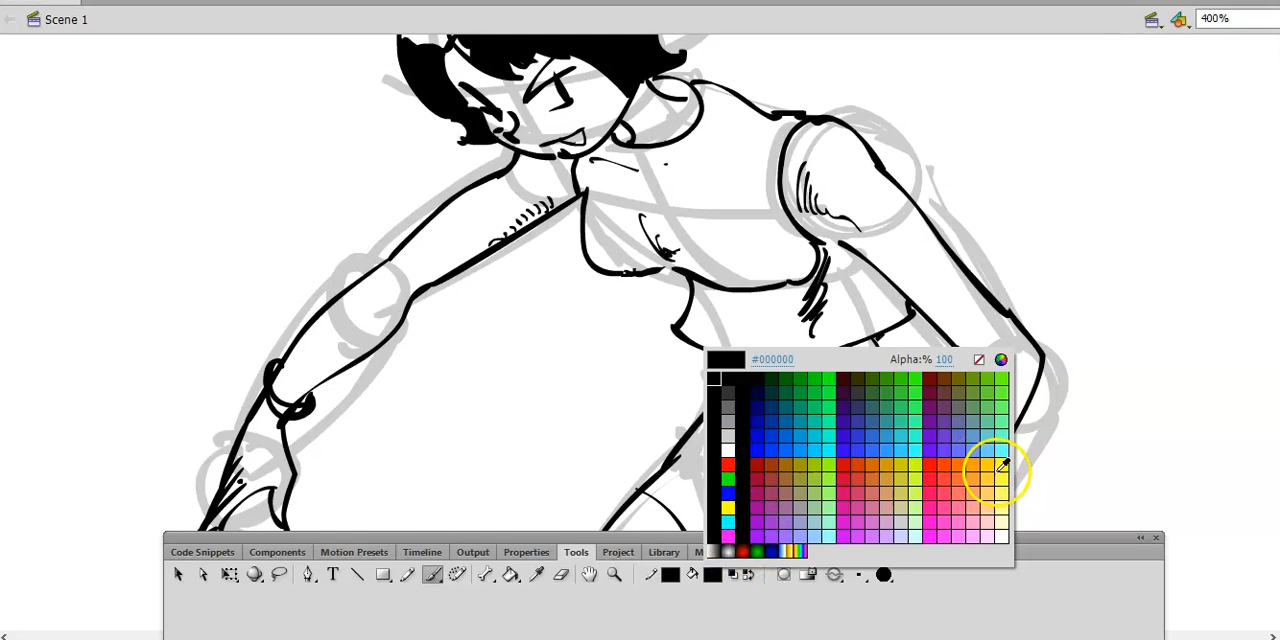 Scene 1
400%
#000000
Alpha:% 100
Code Snippets Components Motion Presets Timeline Output Properties Tools Project Library M